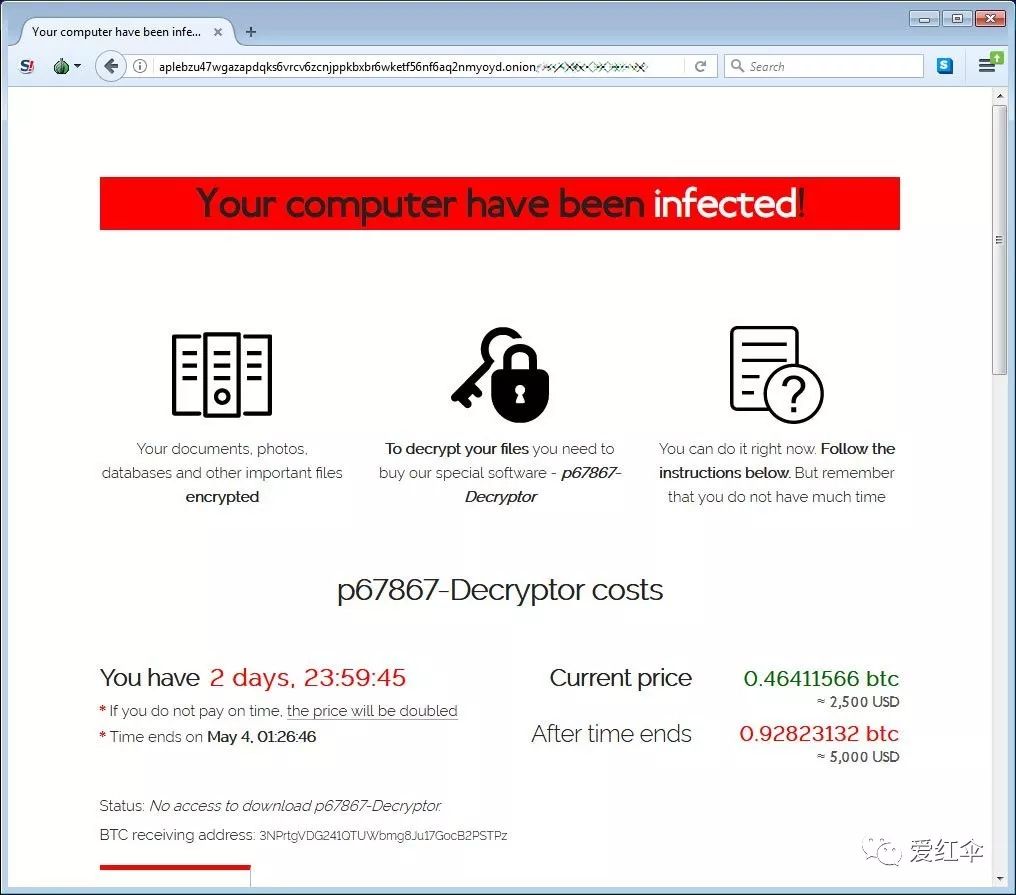 Your computer have been infe...
aplebzu47wgazapdqks6vrcv6zcnjppkbxbr6wketf56nf6aq2nmyoyd.onion
Search
Your computer have been infected!
Your documents, photos,
databases and other important files
encrypted
To decrypt your files you need to
buy our special software - p67867-
Decryptor
You can do it right now. Follow the
instructions below. But remember
that you do not have much time
p67867-Decryptor costs
You have 2 days, 23:59:45
* If you do not pay on time, the price will be doubled
* Time ends on May 4, 01:26:46
Current price 0.46411566 btc
≈ 2,500 USD
After time ends 0.92823132 btc
≈ 5,000 USD
Status: No access to download p67867-Decryptor.
BTC receiving address: 3NPrtgVDG241QTUWbmg8Ju17GocB2PSTPz
爱红伞